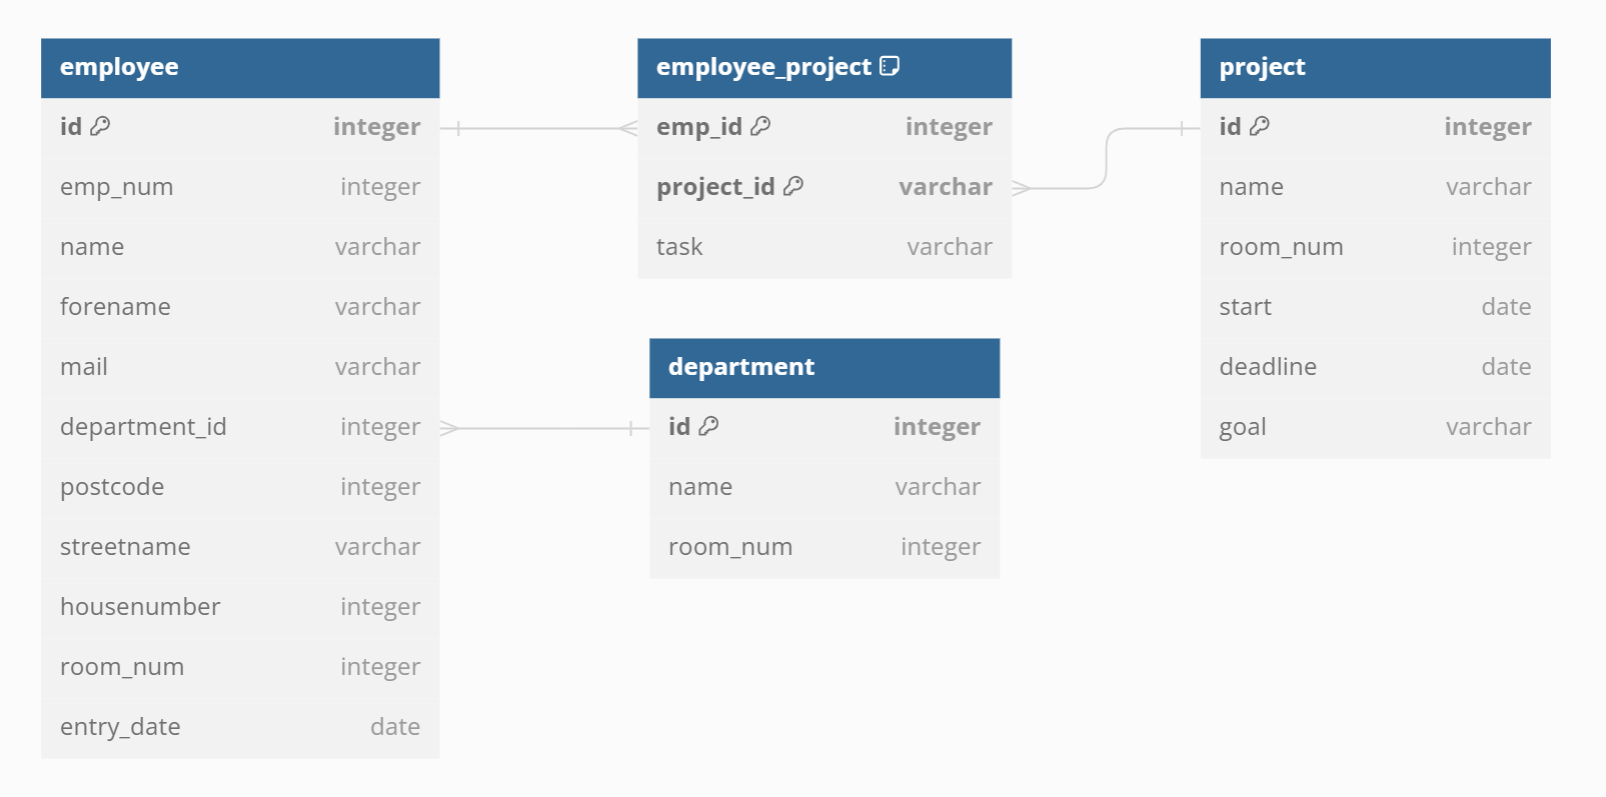 employee
id integer
emp_num integer
name varchar
forename varchar
mail varchar
department_id integer
postcode integer
streetname varchar
housenumber integer
room_num integer
entry_date date
employee_project
emp_id integer
project_id varchar
task varchar
department
id integer
name varchar
room_num integer
project
id integer
name varchar
room_num integer
start date
deadline date
goal varchar